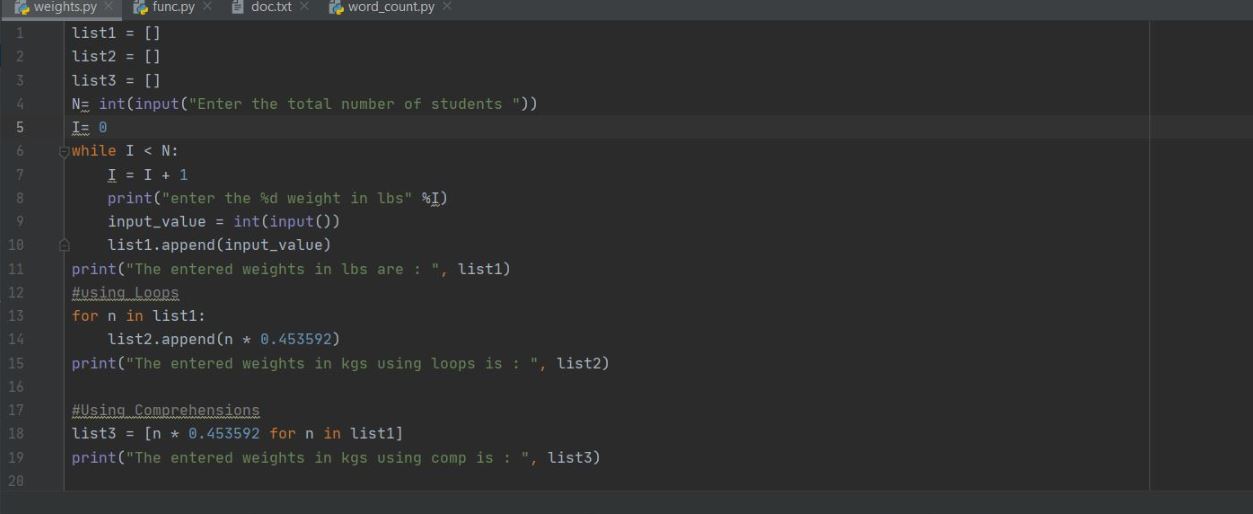 weights.py × func.py × doc.txt × word_count.py ×
1 list1 = []
2 list2 = []
3 list3 = []
4 N= int(input("Enter the total number of students "))
5 I= 0
6 while I < N:
7     I = I + 1
8     print("enter the %d weight in lbs" %I)
9     input_value = int(input())
10     list1.append(input_value)
11 print("The entered weights in lbs are : ", list1)
12 #using Loops
13 for n in list1:
14     list2.append(n * 0.453592)
15 print("The entered weights in kgs using loops is : ", list2)
16
17 #Using Comprehensions
18 list3 = [n * 0.453592 for n in list1]
19 print("The entered weights in kgs using comp is : ", list3)
20